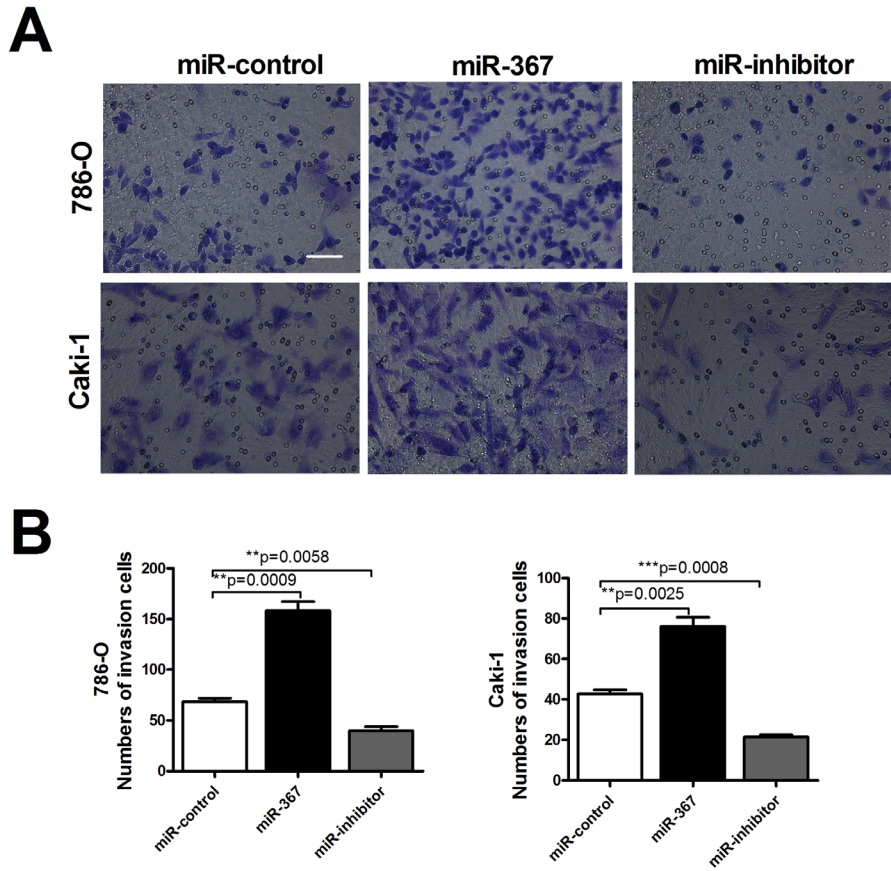 A
miR-control miR-367 miR-inhibitor
786-O
Caki-1
B
786-O
Numbers of invasion cells
200
150
100
50
0
**p=0.0058
**p=0.0009
miR-control
miR-367
miR-inhibitor
Caki-1
Numbers of invasion cells
100
80
60
40
20
0
***p=0.0008
**p=0.0025
miR-control
miR-367
miR-inhibitor